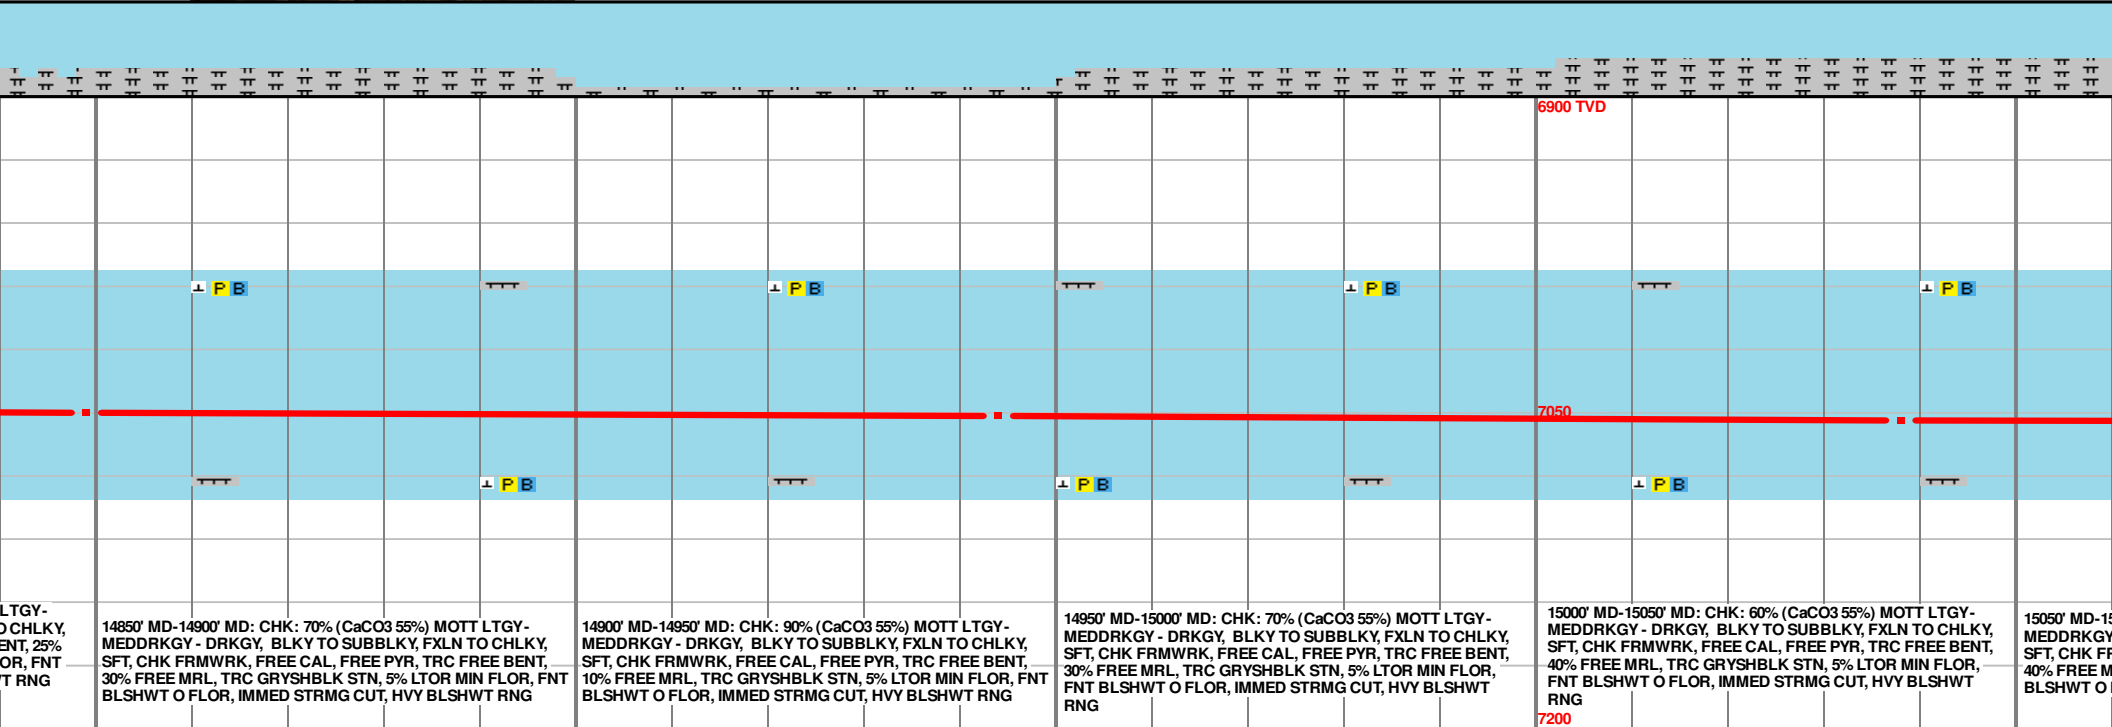 6900 TVD
P B
P B
P B
P B
7050
P B
P B
P B
LTGY-
O CHLKY,
ENT, 25%
OR, FNT
T RNG
14850' MD-14900' MD: CHK: 70% (CaCO3 55%) MOTT LTGY-
MEDDRKGY - DRKGY, BLKY TO SUBBLKY, FXLN TO CHLKY,
SFT, CHK FRMWRK, FREE CAL, FREE PYR, TRC FREE BENT,
30% FREE MRL, TRC GRYSHBLK STN, 5% LTOR MIN FLOR, FNT
BLSHWT O FLOR, IMMED STRMG CUT, HVY BLSHWT RNG
14900' MD-14950' MD: CHK: 90% (CaCO3 55%) MOTT LTGY-
MEDDRKGY - DRKGY, BLKY TO SUBBLKY, FXLN TO CHLKY,
SFT, CHK FRMWRK, FREE CAL, FREE PYR, TRC FREE BENT,
10% FREE MRL, TRC GRYSHBLK STN, 5% LTOR MIN FLOR, FNT
BLSHWT O FLOR, IMMED STRMG CUT, HVY BLSHWT RNG
14950' MD-15000' MD: CHK: 70% (CaCO3 55%) MOTT LTGY-
MEDDRKGY - DRKGY, BLKY TO SUBBLKY, FXLN TO CHLKY,
SFT, CHK FRMWRK, FREE CAL, FREE PYR, TRC FREE BENT,
30% FREE MRL, TRC GRYSHBLK STN, 5% LTOR MIN FLOR,
FNT BLSHWT O FLOR, IMMED STRMG CUT, HVY BLSHWT
RNG
15000' MD-15050' MD: CHK: 60% (CaCO3 55%) MOTT LTGY-
MEDDRKGY - DRKGY, BLKY TO SUBBLKY, FXLN TO CHLKY,
SFT, CHK FRMWRK, FREE CAL, FREE PYR, TRC FREE BENT,
40% FREE MRL, TRC GRYSHBLK STN, 5% LTOR MIN FLOR,
FNT BLSHWT O FLOR, IMMED STRMG CUT, HVY BLSHWT
RNG
7200
15050' MD-15
MEDDRKGY
SFT, CHK FR
40% FREE M
BLSHWT O